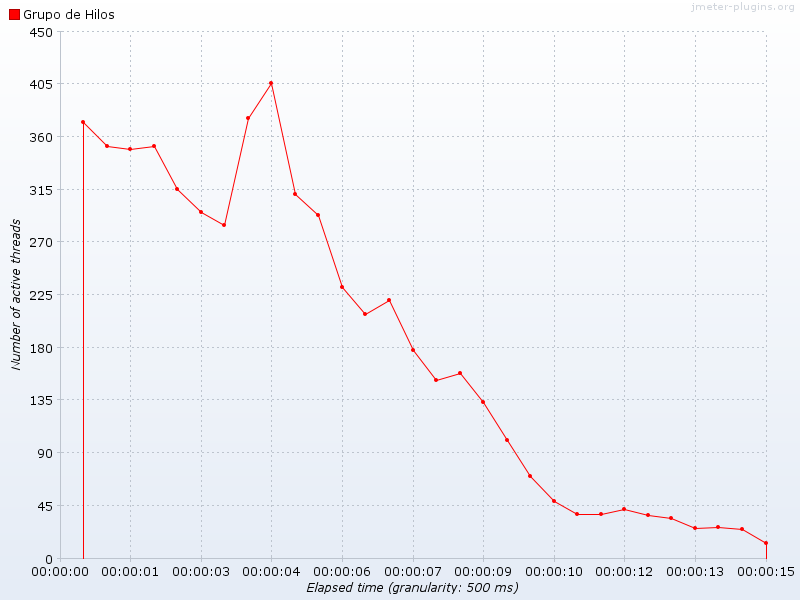 jmeter-plugins.org
Grupo de Hilos
450
405
360
315
270
225
180
135
90
45
0
Number of active threads
00:00:00 00:00:01 00:00:03 00:00:04 00:00:06 00:00:07 00:00:09 00:00:10 00:00:12 00:00:13 00:00:15
Elapsed time (granularity: 500 ms)